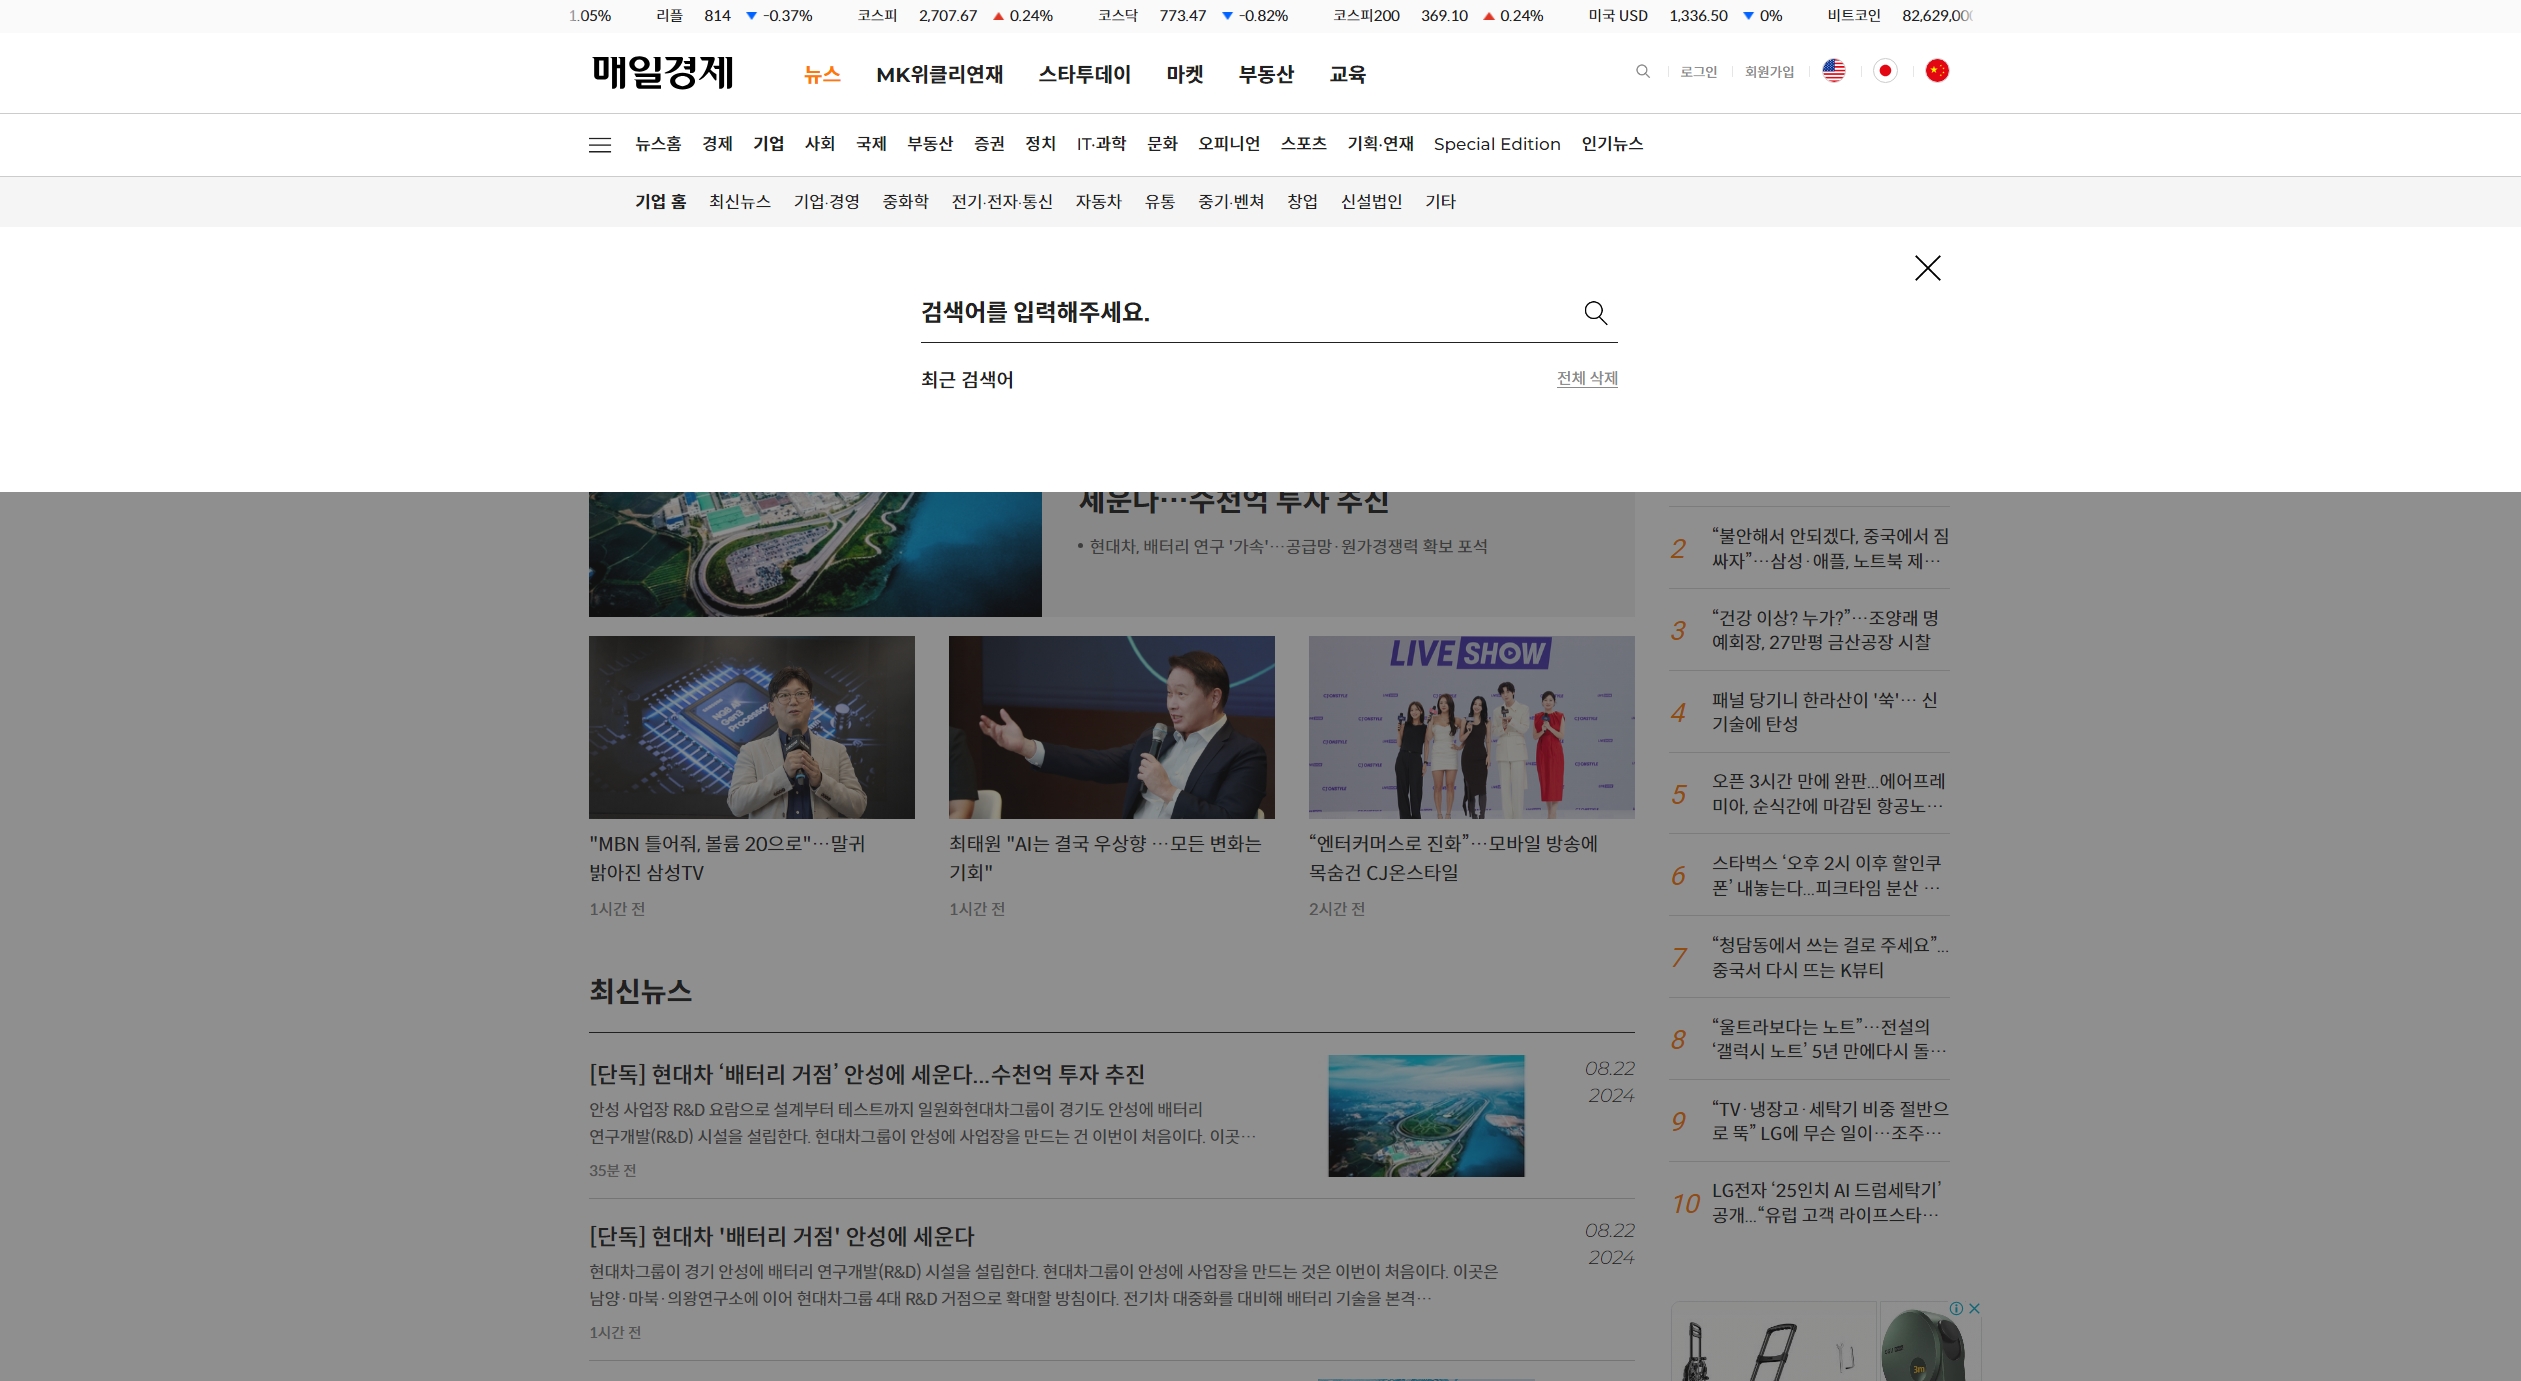 1.05% 리플 814 ▼ -0.37% 코스피 2,707.67 ▲ 0.24% 코스닥 773.47 ▼ -0.82% 코스피200 369.10 ▲ 0.24% 미국 USD 1,336.50 ▼ 0% 비트코인 82,629,00
매일경제 뉴스 MK위클리연재 스타투데이 마켓 부동산 교육 로그인 회원가입
뉴스홈 경제 기업 사회 국제 부동산 증권 정치 IT·과학 문화 오피니언 스포츠 기획·연재 Special Edition 인기뉴스
기업 홈 최신뉴스 기업·경영 중화학 전기·전자·통신 자동차 유통 중기·벤쳐 창업 신설법인 기타
검색어를 입력해주세요.
최근 검색어 전체 삭제
세운다…수천억 투자 추진
• 현대차, 배터리 연구 '가속'…공급망·원가경쟁력 확보 포석
LIVE SHOW
"MBN 틀어줘, 볼륨 20으로"…말귀
밝아진 삼성TV
1시간 전
최태원 "AI는 결국 우상향 …모든 변화는
기회"
1시간 전
“엔터커머스로 진화”…모바일 방송에
목숨건 CJ온스타일
2시간 전
최신뉴스
[단독] 현대차 ‘배터리 거점’ 안성에 세운다...수천억 투자 추진
안성 사업장 R&D 요람으로 설계부터 테스트까지 일원화현대차그룹이 경기도 안성에 배터리
연구개발(R&D) 시설을 설립한다. 현대차그룹이 안성에 사업장을 만드는 건 이번이 처음이다. 이곳…
35분 전
08.22
2024
[단독] 현대차 '배터리 거점' 안성에 세운다
현대차그룹이 경기 안성에 배터리 연구개발(R&D) 시설을 설립한다. 현대차그룹이 안성에 사업장을 만드는 것은 이번이 처음이다. 이곳은
남양·마북·의왕연구소에 이어 현대차그룹 4대 R&D 거점으로 확대할 방침이다. 전기차 대중화를 대비해 배터리 기술을 본격…
1시간 전
08.22
2024
2 “불안해서 안되겠다, 중국에서 짐
싸자”…삼성·애플, 노트북 제…
3 “건강 이상? 누가?”…조양래 명
예회장, 27만평 금산공장 시찰
4 패널 당기니 한라산이 '쑥'… 신
기술에 탄성
5 오픈 3시간 만에 완판...에어프레
미아, 순식간에 마감된 항공노…
6 스타벅스 ‘오후 2시 이후 할인쿠
폰’ 내놓는다...피크타임 분산 …
7 “청담동에서 쓰는 걸로 주세요”...
중국서 다시 뜨는 K뷰티
8 “울트라보다는 노트”…전설의
‘갤럭시 노트’ 5년 만에다시 돌…
9 “TV·냉장고·세탁기 비중 절반으
로 뚝” LG에 무슨 일이…조주…
10 LG전자 ‘25인치 AI 드럼세탁기’
공개...“유럽 고객 라이프스타…
3m